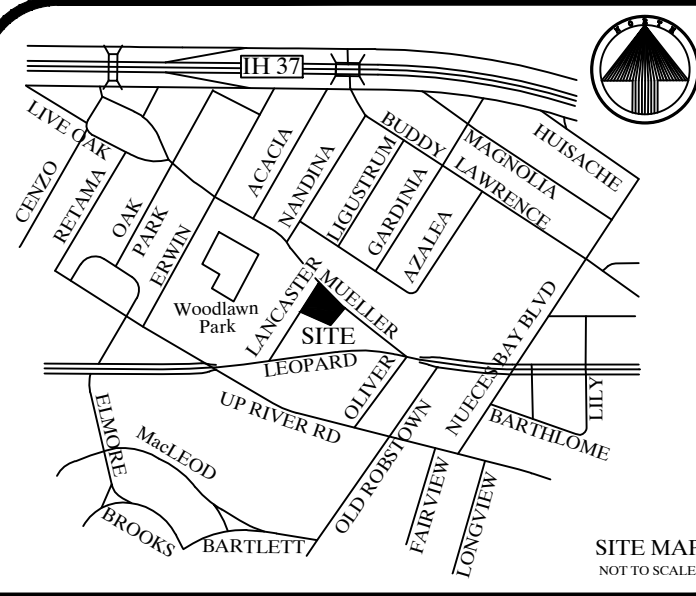 NORTH
IH 37
LIVE OAK
CENZO
RETAMA
OAK
PARK
ERWIN
ACACIA
NANDINA
LIGUSTRUM
GARDINIA
AZALEA
BUDDY LAWRENCE
MAGNOLIA
HUISACHE
Woodlawn
Park
LANCASTER
MUELLER
SITE
LEOPARD
OLIVER
UP RIVER RD
NUECES BAY BLVD
LILY
BARTHLOME
ELMORE
MacLEOD
BROOKS
BARTLETT
OLD ROBSTOWN
FAIRVIEW
LONGVIEW
SITE MAP
NOT TO SCALE